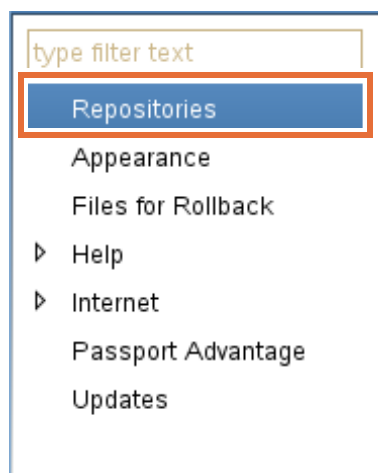 type filter text
Repositories
Appearance
Files for Rollback
Help
Internet
Passport Advantage
Updates